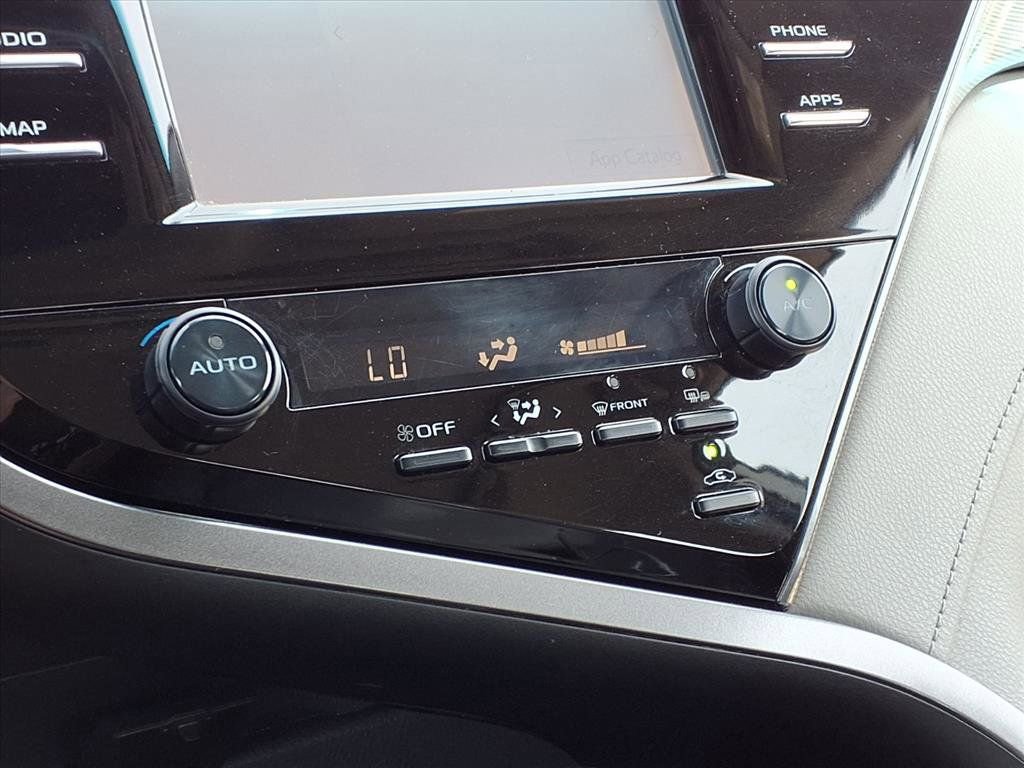 DIO
MAP
PHONE
APPS
App Catalog
AUTO
LO
A/C
OFF
< >
FRONT